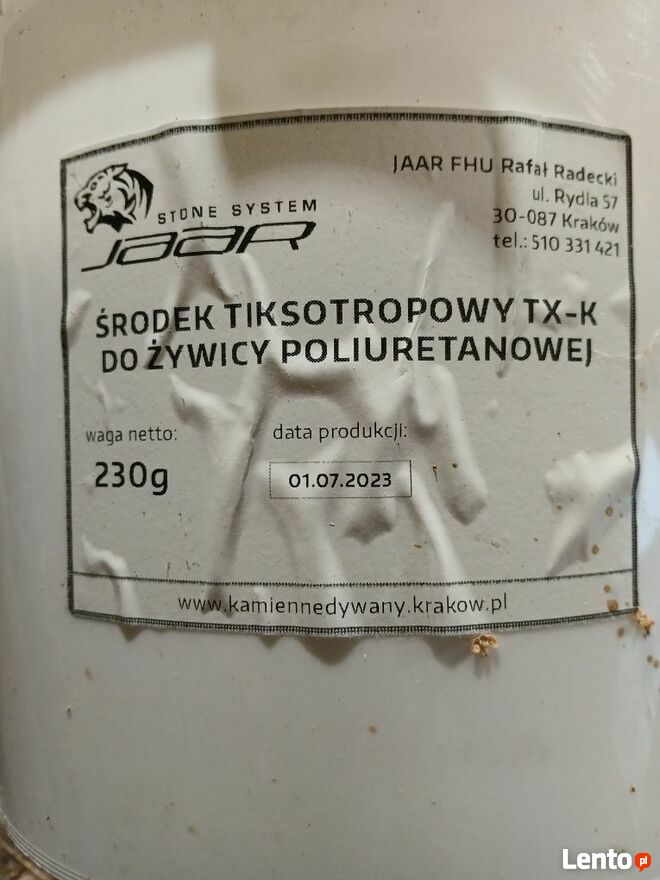 STONE SYSTEM
JAAR
JAAR FHU Rafał Radecki
ul. Rydla 57
30-087 Kraków
tel.: 510 331 421
ŚRODEK TIKSOTROPOWY TX-K
DO ŻYWICY POLIURETANOWEJ
waga netto:
230g
data produkcji:
01.07.2023
www.kamiennedywany.krakow.pl
Lento.pl